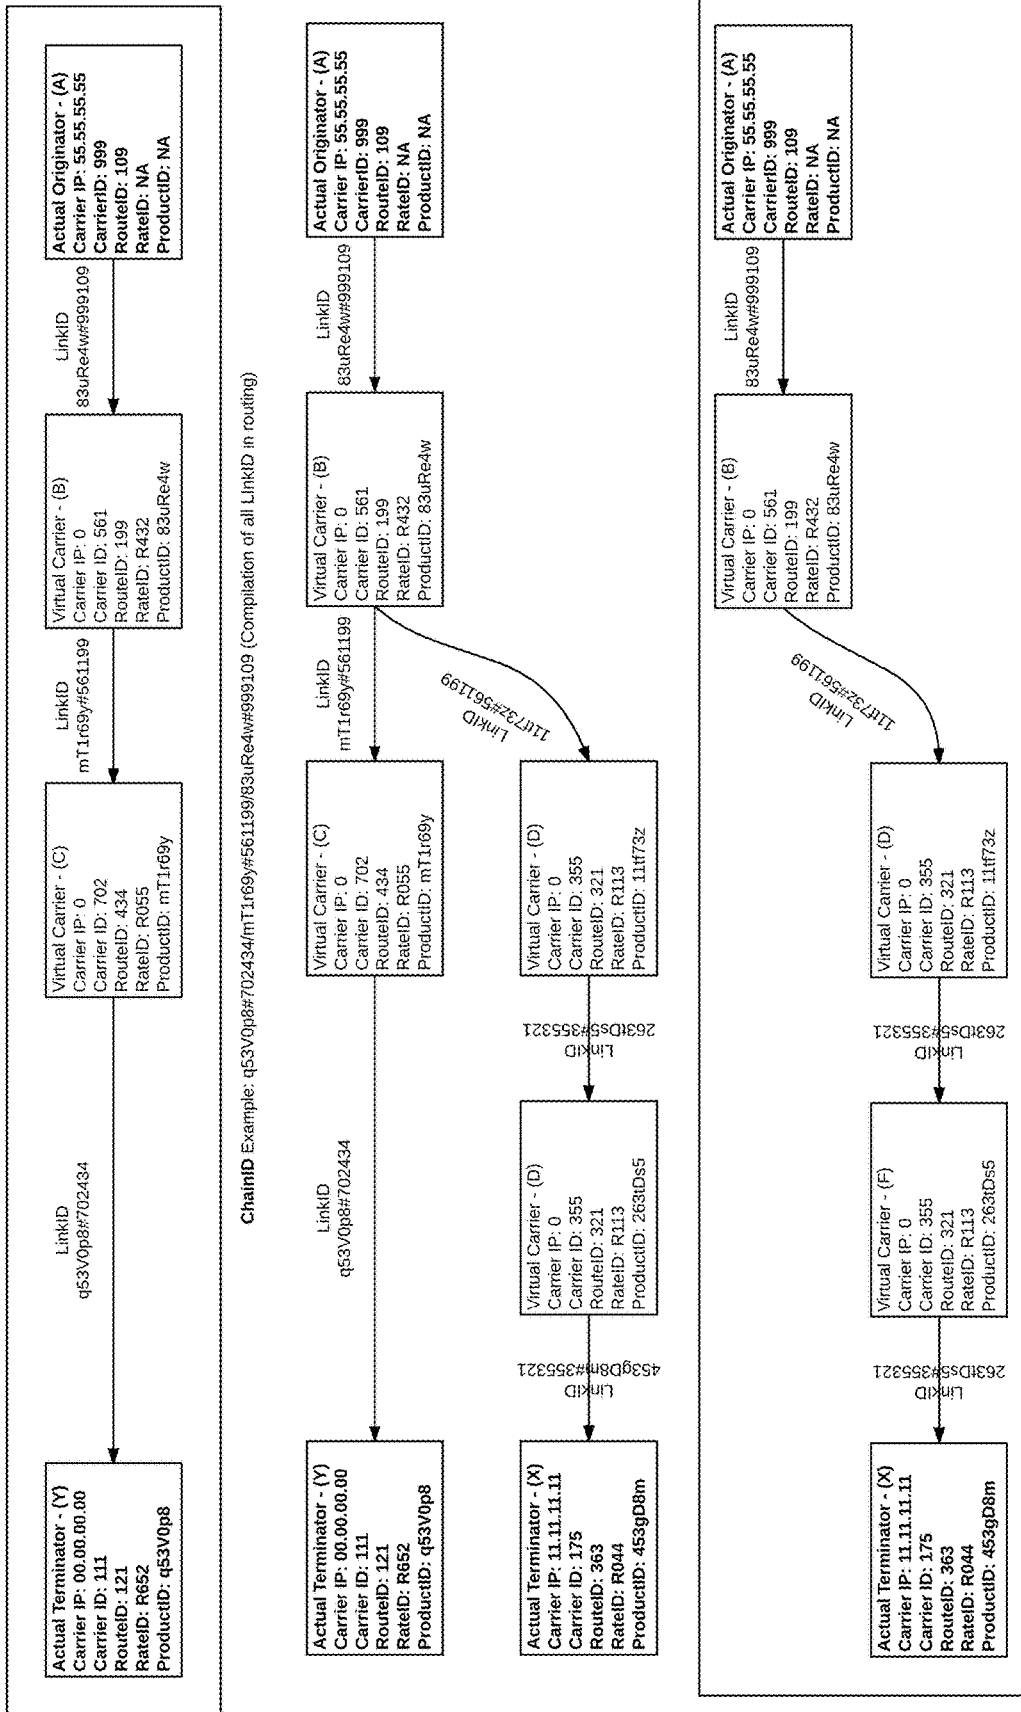 Actual Originator - (A)
Carrier IP: 55.55.55.55
CarrierID: 999
RouteID: 109
RateID: NA
ProductID: NA
LinkID
83uRe4w#999109
Virtual Carrier - (B)
Carrier IP: 0
Carrier ID: 561
RouteID: 199
RateID: R432
ProductID: 83uRe4w
LinkID
mT1r69y#561199
Virtual Carrier - (C)
Carrier IP: 0
Carrier ID: 702
RouteID: 434
RateID: R055
ProductID: mT1r69y
LinkID
q53V0p8#702434
Actual Terminator - (Y)
Carrier IP: 00.00.00.00
Carrier ID: 111
RouteID: 121
RateID: R652
ProductID: q53V0p8
ChainID Example: q53V0p8#702434/mT1r69y#561199/83uRe4w#999109 (Compilation of all LinkID in routing)
Actual Originator - (A)
Carrier IP: 55.55.55.55
CarrierID: 999
RouteID: 109
RateID: NA
ProductID: NA
LinkID
83uRe4w#999109
Virtual Carrier - (B)
Carrier IP: 0
Carrier ID: 561
RouteID: 199
RateID: R432
ProductID: 83uRe4w
LinkID
mT1r69y#561199
Virtual Carrier - (C)
Carrier IP: 0
Carrier ID: 702
RouteID: 434
RateID: R055
ProductID: mT1r69y
LinkID
q53V0p8#702434
Actual Terminator - (Y)
Carrier IP: 00.00.00.00
Carrier ID: 111
RouteID: 121
RateID: R652
ProductID: q53V0p8
LinkID
11tf73z#561199
Virtual Carrier - (D)
Carrier IP: 0
Carrier ID: 355
RouteID: 321
RateID: R113
ProductID: 11tf73z
LinkID
263tDs5#355321
Virtual Carrier - (D)
Carrier IP: 0
Carrier ID: 355
RouteID: 321
RateID: R113
ProductID: 263tDs5
LinkID
453gD8m#355321
Actual Terminator - (X)
Carrier IP: 11.11.11.11
Carrier ID: 175
RouteID: 363
RateID: R044
ProductID: 453gD8m
Actual Originator - (A)
Carrier IP: 55.55.55.55
CarrierID: 999
RouteID: 109
RateID: NA
ProductID: NA
LinkID
83uRe4w#999109
Virtual Carrier - (B)
Carrier IP: 0
Carrier ID: 561
RouteID: 199
RateID: R432
ProductID: 83uRe4w
LinkID
11tf73z#561199
Virtual Carrier - (D)
Carrier IP: 0
Carrier ID: 355
RouteID: 321
RateID: R113
ProductID: 11tf73z
LinkID
263tDs5#355321
Virtual Carrier - (F)
Carrier IP: 0
Carrier ID: 355
RouteID: 321
RateID: R113
ProductID: 263tDs5
LinkID
263tDs5#355321
Actual Terminator - (X)
Carrier IP: 11.11.11.11
Carrier ID: 175
RouteID: 363
RateID: R044
ProductID: 453gD8m